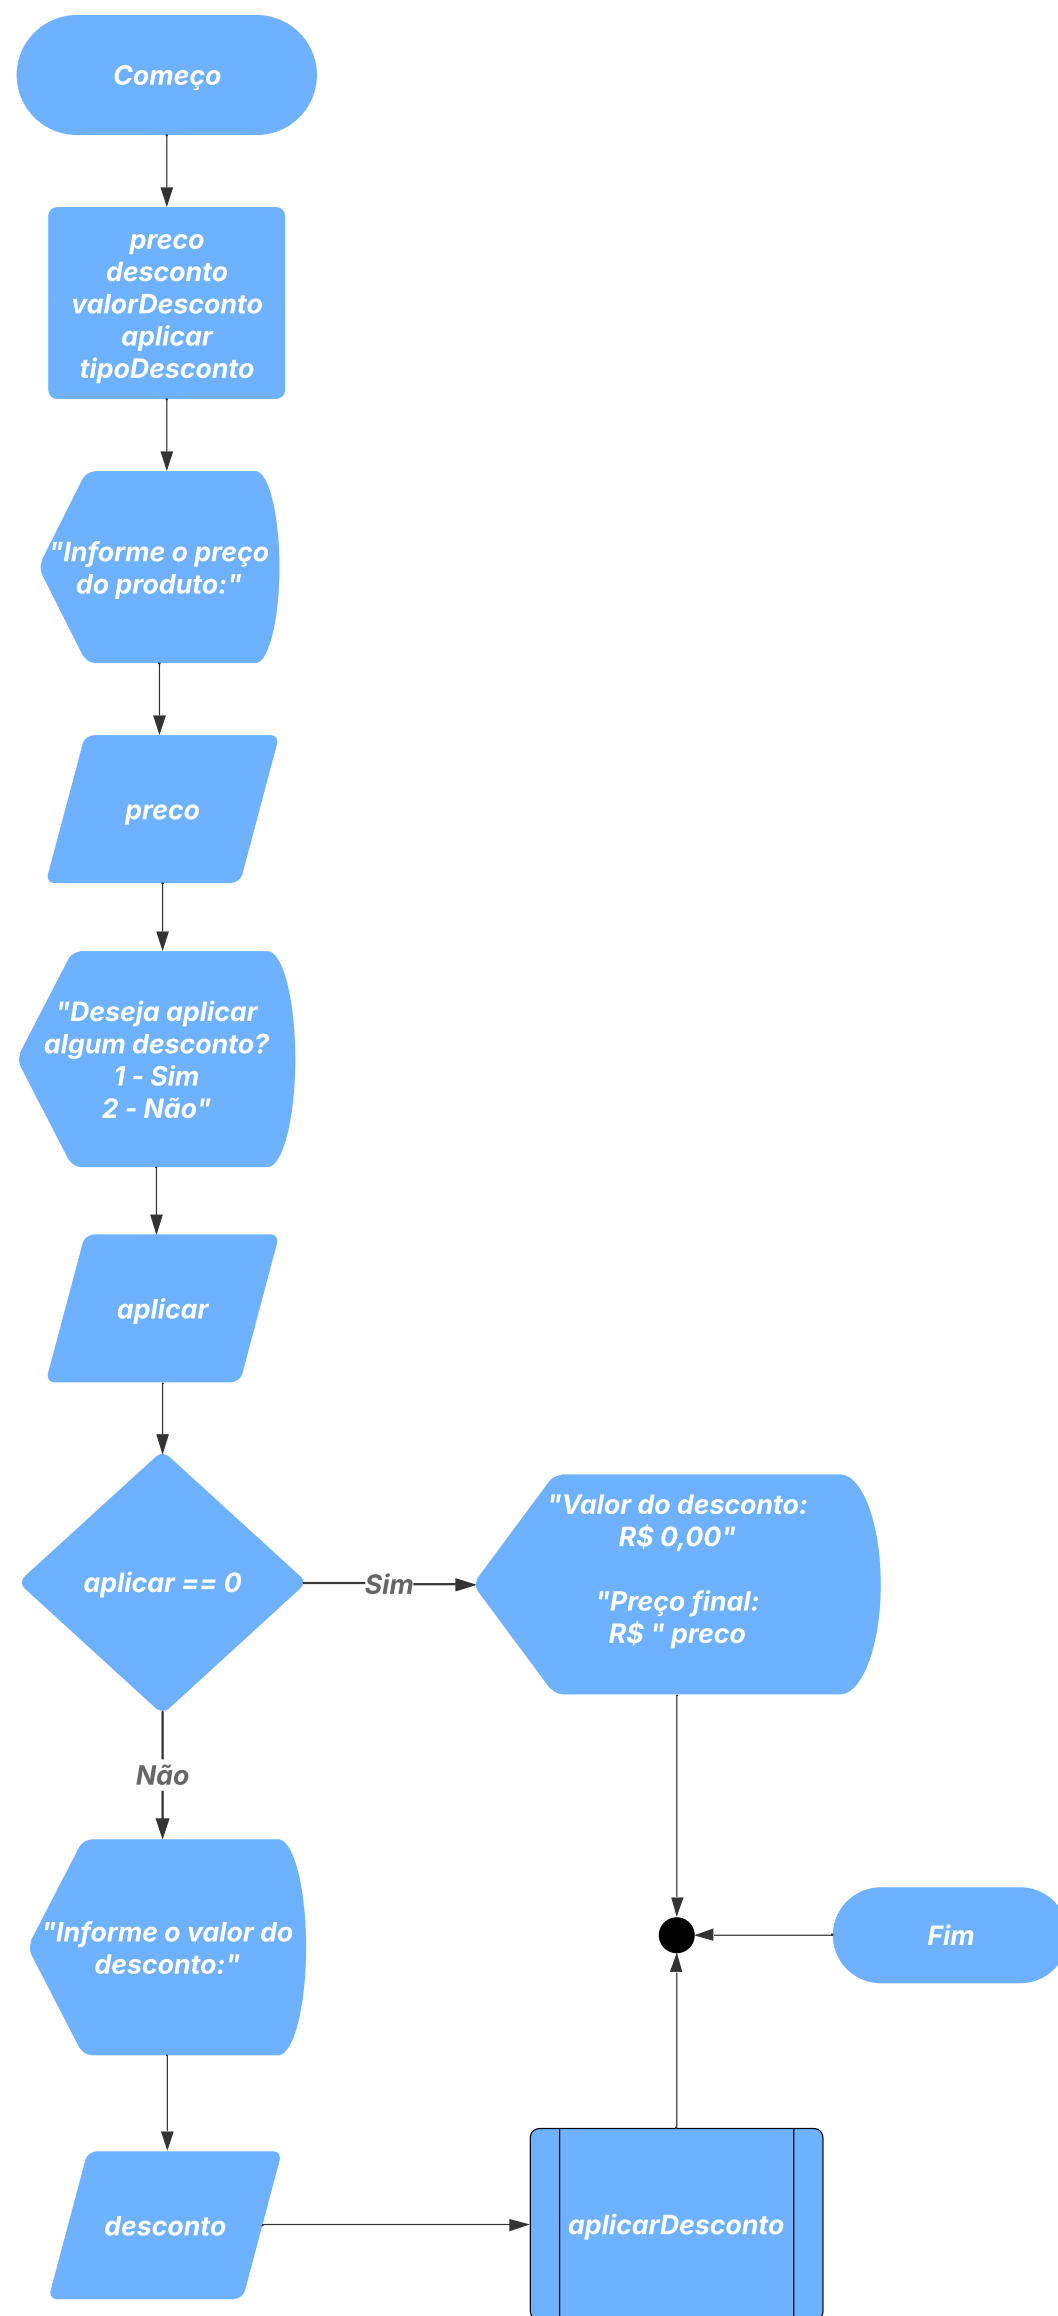 Começo
preco
desconto
valorDesconto
aplicar
tipoDesconto
"Informe o preço
do produto:"
preco
"Deseja aplicar
algum desconto?
1 - Sim
2 - Não"
aplicar
aplicar == 0
Sim
"Valor do desconto:
R$ 0,00"
"Preço final:
R$ " preco
Não
"Informe o valor do
desconto:"
Fim
desconto
aplicarDesconto